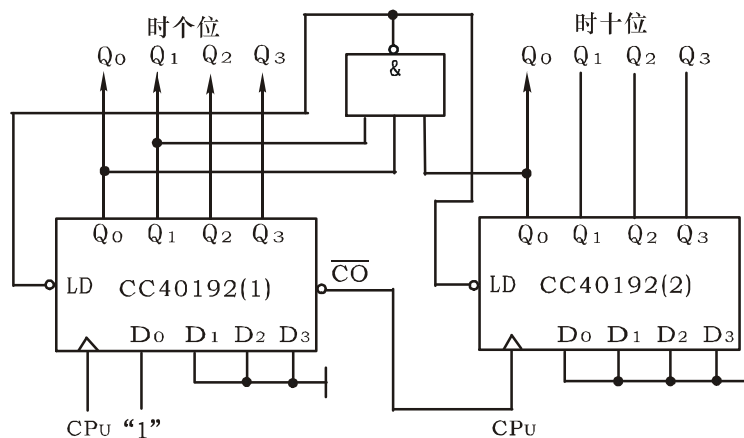 时个位 时十位
Q0 Q1 Q2 Q3 Q0 Q1 Q2 Q3
&
Q0 Q1 Q2 Q3 Q0 Q1 Q2 Q3
LD CC40192(1) CO LD CC40192(2)
D0 D1 D2 D3 D0 D1 D2 D3
CPU “1” CPU